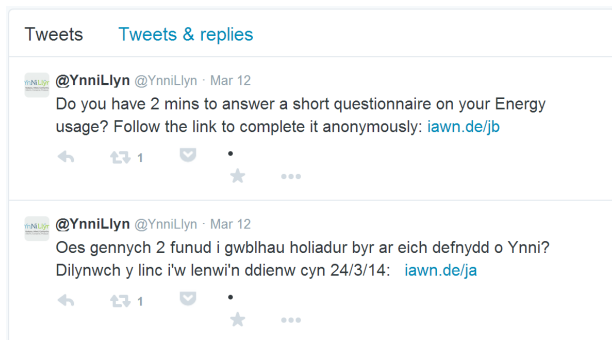 Tweets Tweets & replies
@YnniLlyn @YnniLlyn · Mar 12
Do you have 2 mins to answer a short questionnaire on your Energy
usage? Follow the link to complete it anonymously: iawn.de/jb
1
@YnniLlyn @YnniLlyn · Mar 12
Oes gennych 2 funud i gwblhau holiadur byr ar eich defnydd o Ynni?
Dilynwch y linc i'w lenwi'n ddienw cyn 24/3/14: iawn.de/ja
1